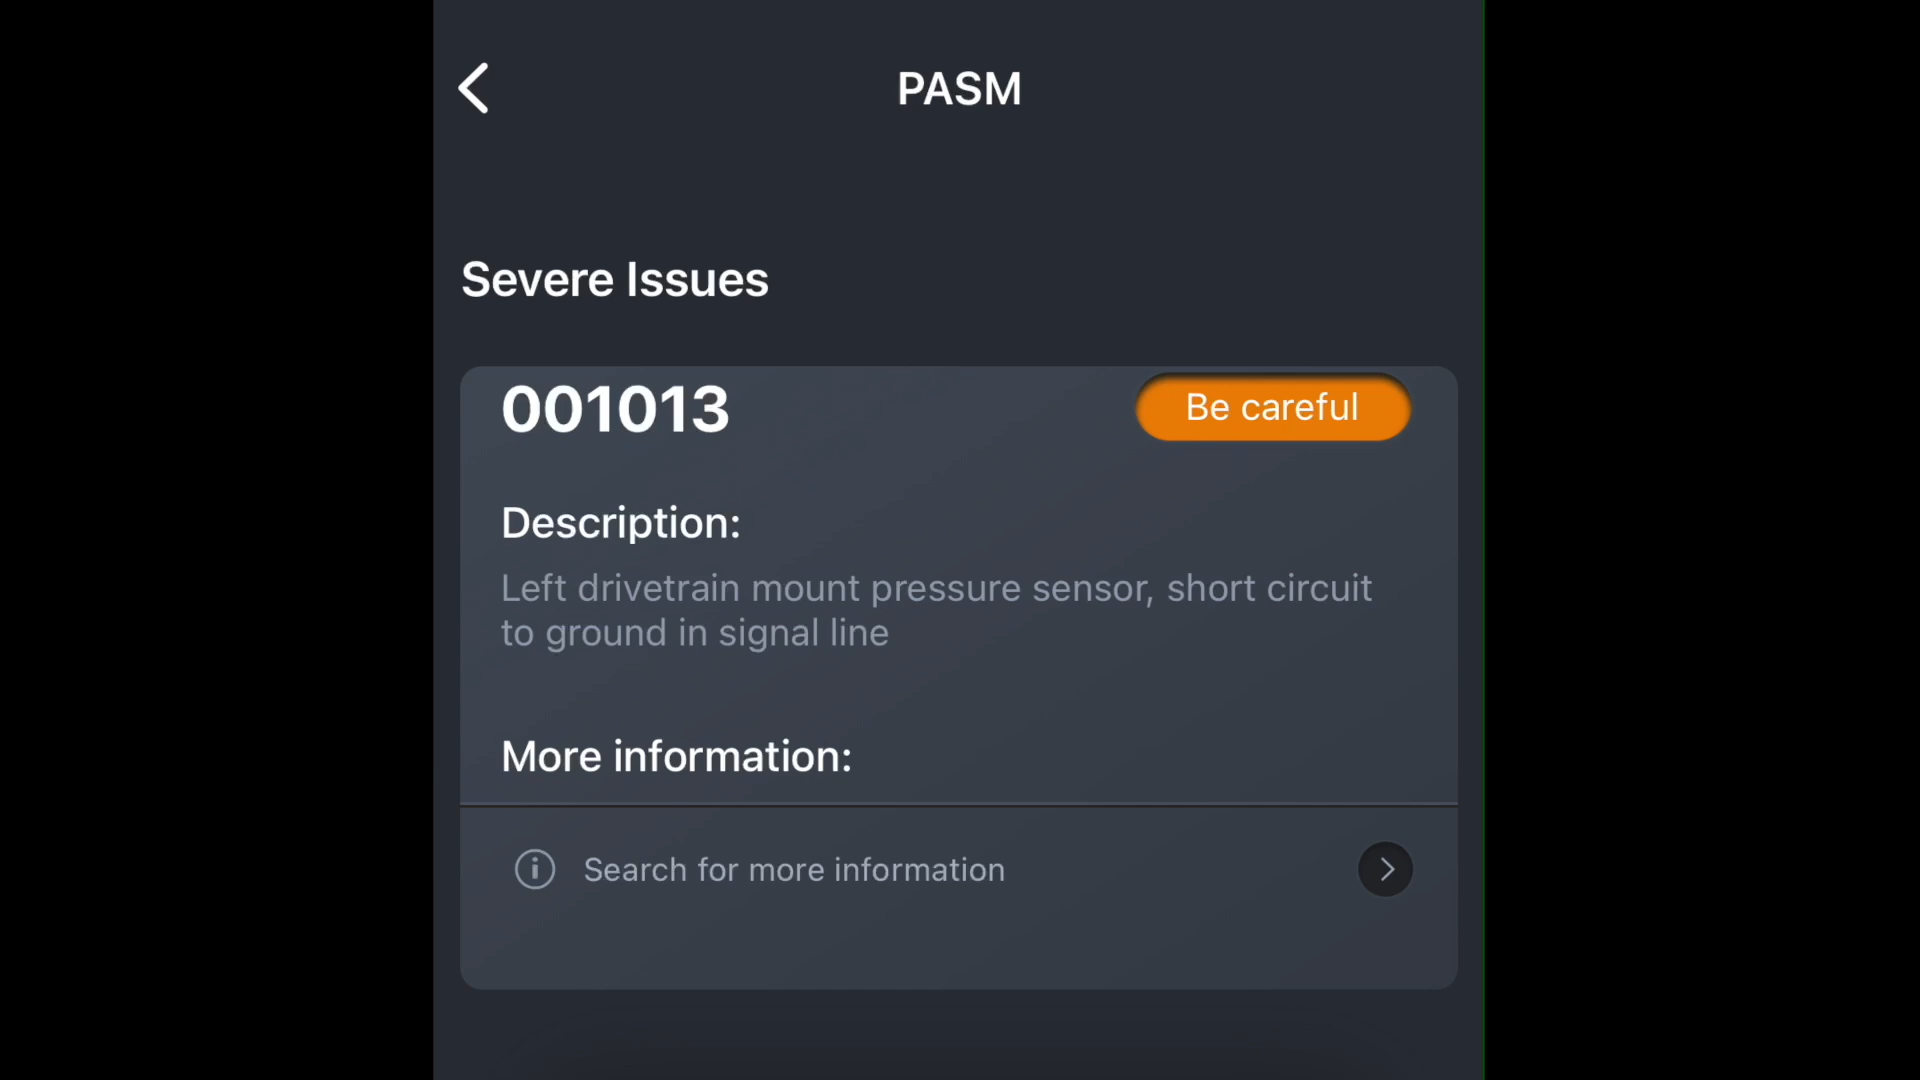 PASM
Severe Issues
001013
Be careful
Description:
Left drivetrain mount pressure sensor, short circuit
to ground in signal line
More information:
Search for more information